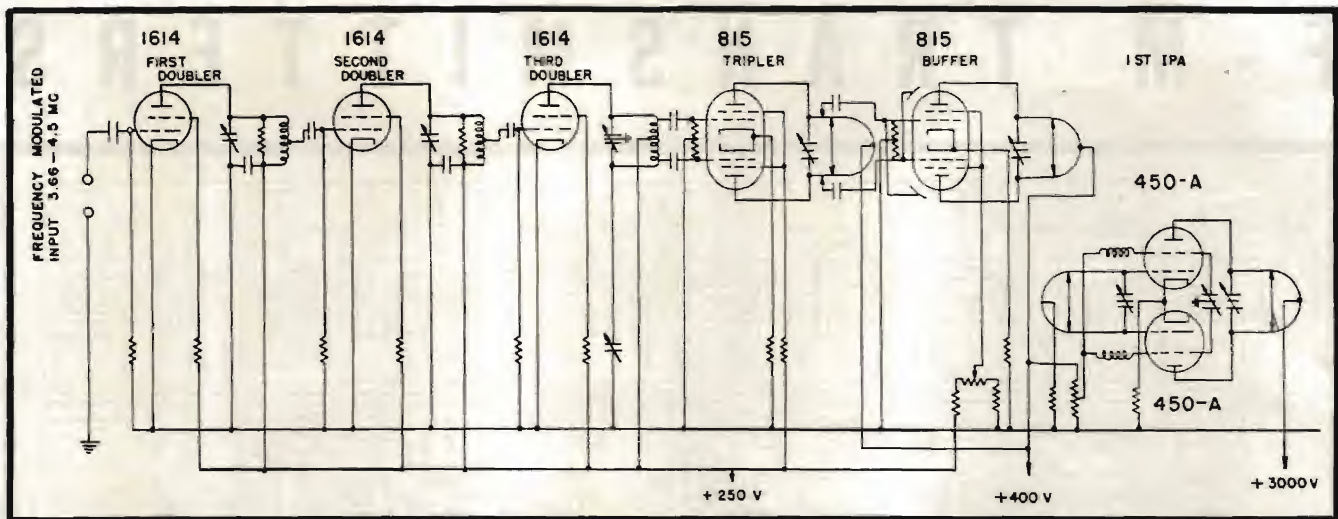 1614
FIRST
DOUBLER
1614
SECOND
DOUBLER
1614
THIRD
DOUBLER
815
TRIPLER
815
BUFFER
1ST IPA
FREQUENCY MODULATED
INPUT 3.66-4.5 MC
450-A
450-A
+250 V
+400 V
+3000 V